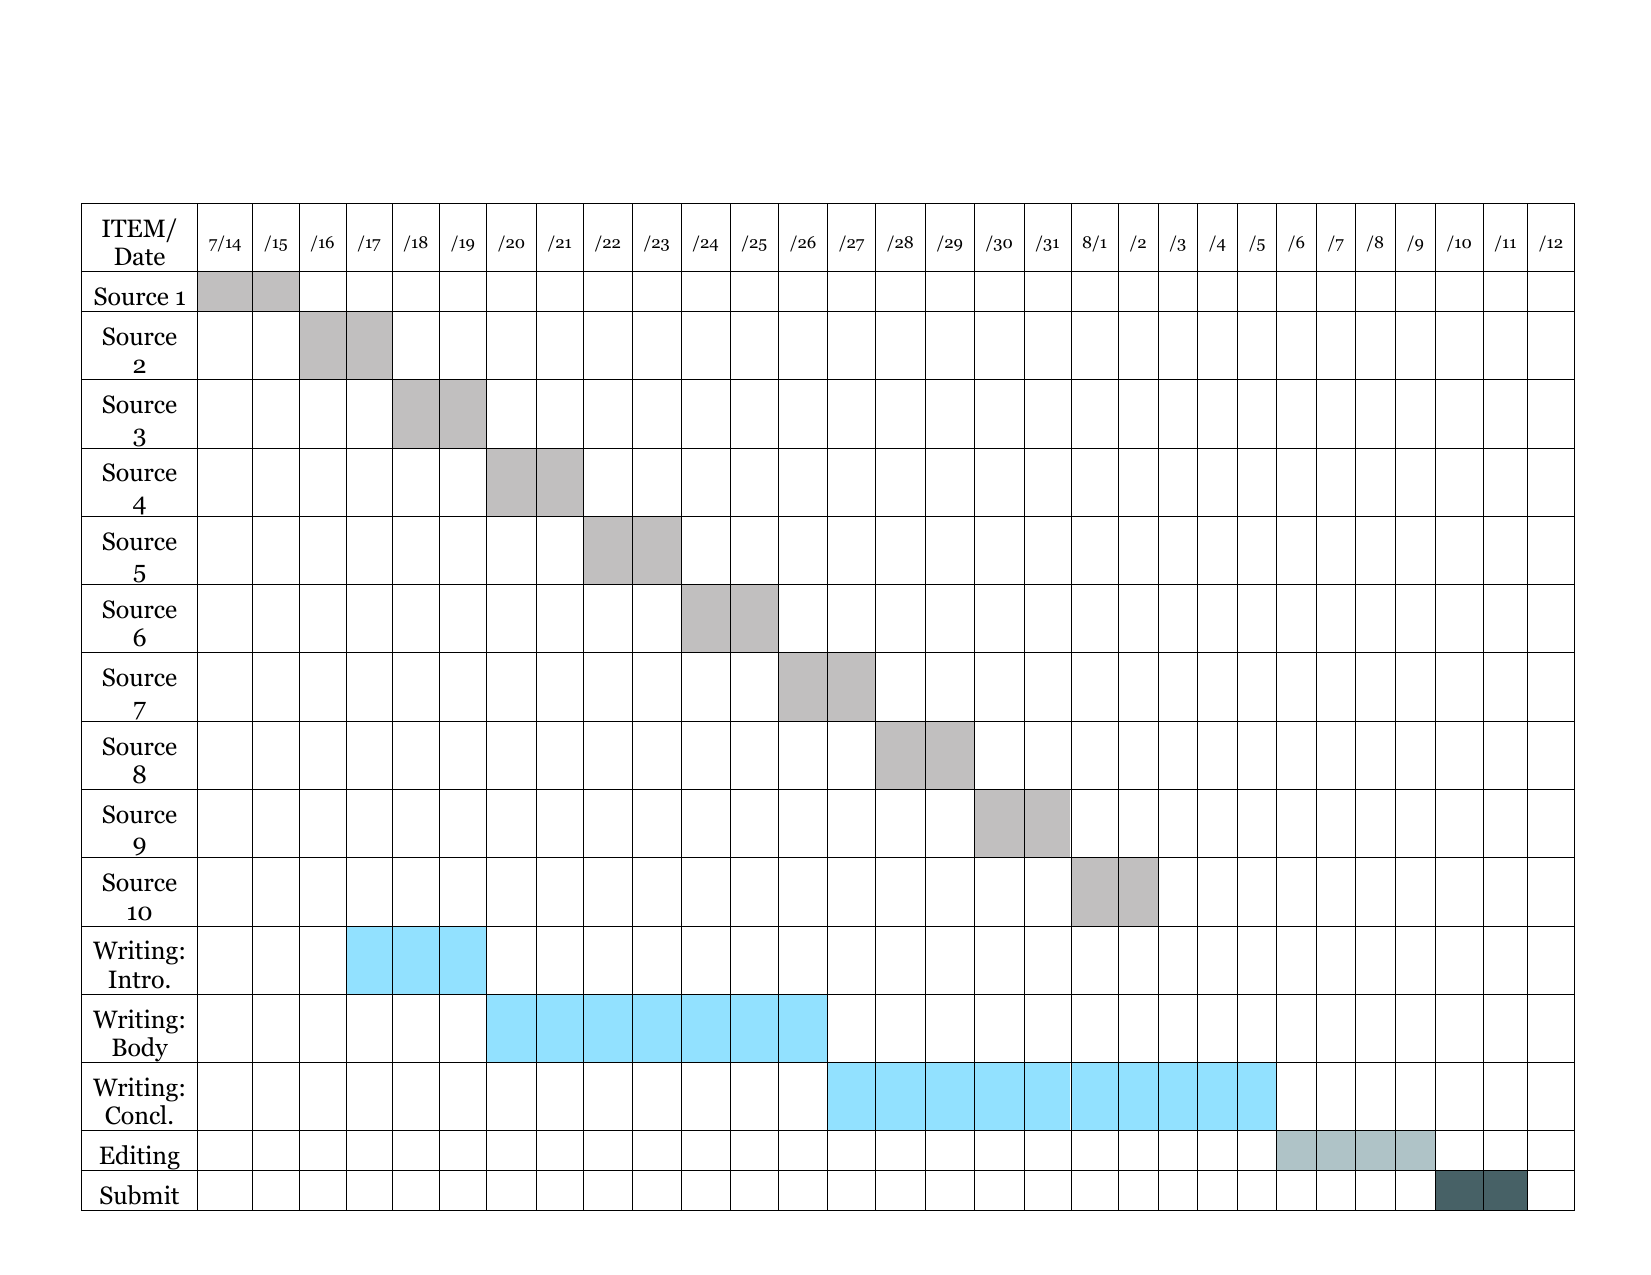 ITEM/
Date
7/14 /15 /16 /17 /18 /19 /20 /21 /22 /23 /24 /25 /26 /27 /28 /29 /30 /31 8/1 /2 /3 /4 /5 /6 /7 /8 /9 /10 /11 /12
Source 1
Source
2
Source
3
Source
4
Source
5
Source
6
Source
7
Source
8
Source
9
Source
10
Writing:
Intro.
Writing:
Body
Writing:
Concl.
Editing
Submit